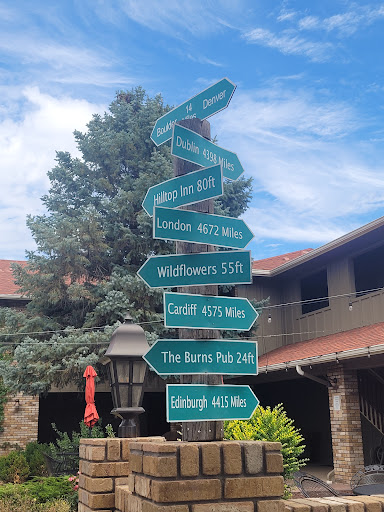 14 Denver
Boulder
Dublin 4398 Miles
Hilltop Inn 80ft
London 4672 Miles
Wildflowers 55ft
Cardiff 4575 Miles
The Burns Pub 24ft
Edinburgh 4415 Miles